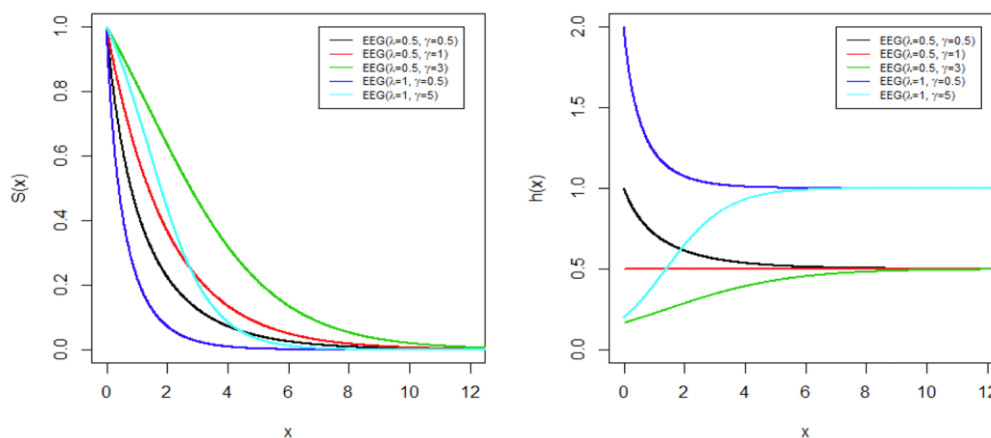 EEG(λ=0.5, γ=0.5)
EEG(λ=0.5, γ=1)
EEG(λ=0.5, γ=3)
EEG(λ=1, γ=0.5)
EEG(λ=1, γ=5)
S(x)
0.0 0.2 0.4 0.6 0.8 1.0
0 2 4 6 8 10 12
x
EEG(λ=0.5, γ=0.5)
EEG(λ=0.5, γ=1)
EEG(λ=0.5, γ=3)
EEG(λ=1, γ=0.5)
EEG(λ=1, γ=5)
h(x)
0.0 0.5 1.0 1.5 2.0
0 2 4 6 8 10 12
x